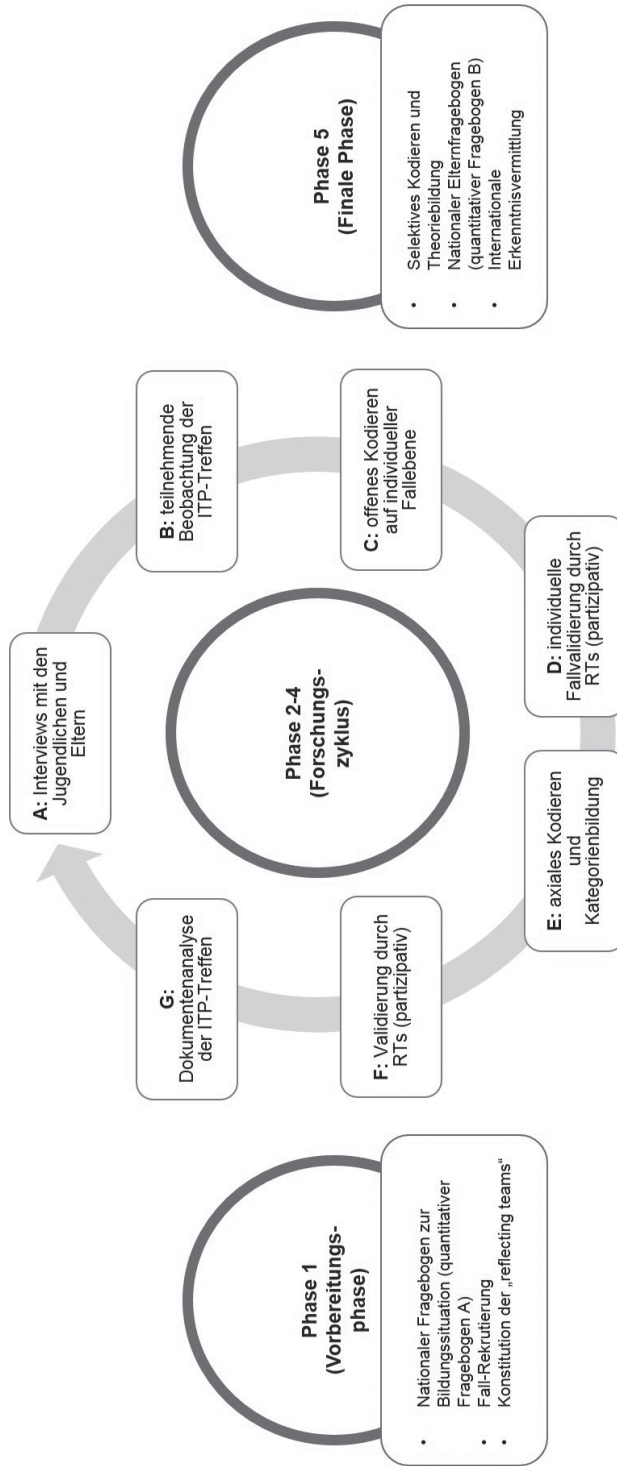 Phase 1
(Vorbereitungs-
phase)
• Nationaler Fragebogen zur
Bildungssituation (quantitativer
Fragebogen A)
• Fall-Rekrutierung
• Konstitution der „reflecting teams“
Phase 2-4
(Forschungs-
zyklus)
A: Interviews mit den
Jugendlichen und
Eltern
B: teilnehmende
Beobachtung der
ITP-Treffen
C: offenes Kodieren
auf individueller
Fallebene
D: individuelle
Fallvalidierung durch
RTs (partizipativ)
E: axiales Kodieren
und
Kategorienbildung
F: Validierung durch
RTs (partizipativ)
G:
Dokumentenanalyse
der ITP-Treffen
Phase 5
(Finale Phase)
• Selektives Kodieren und
Theoriebildung
• Nationaler Elternfragebogen
(quantitativer Fragebogen B)
• Internationale
Erkenntnisvermittlung